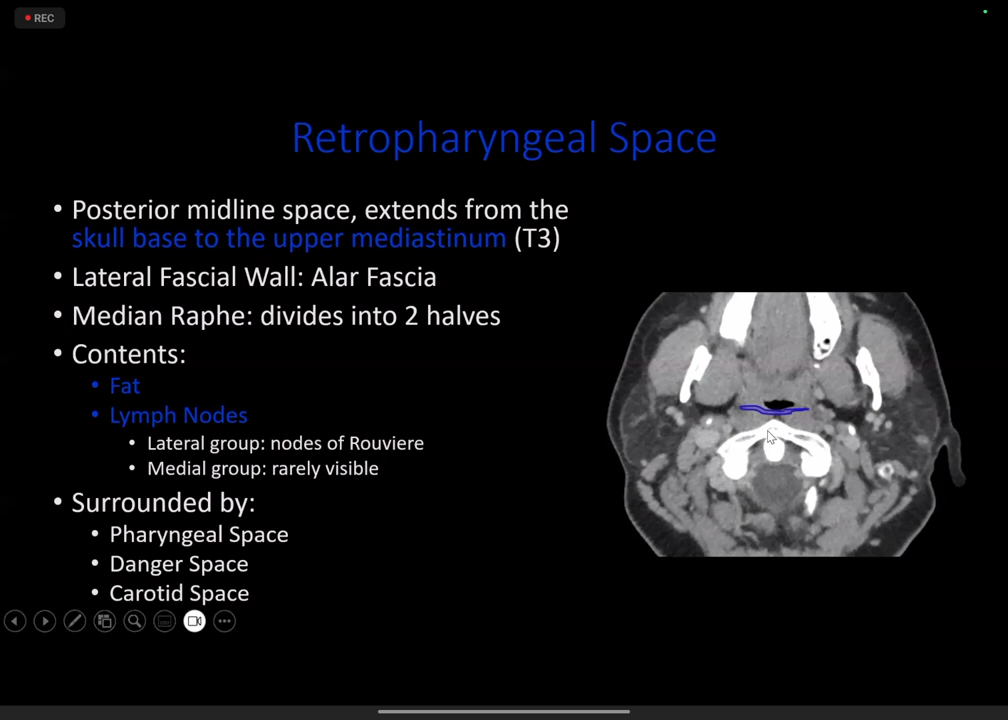 REC
Retropharyngeal Space
• Posterior midline space, extends from the
skull base to the upper mediastinum (T3)
• Lateral Fascial Wall: Alar Fascia
• Median Raphe: divides into 2 halves
• Contents:
• Fat
• Lymph Nodes
• Lateral group: nodes of Rouviere
• Medial group: rarely visible
• Surrounded by:
• Pharyngeal Space
• Danger Space
• Carotid Space